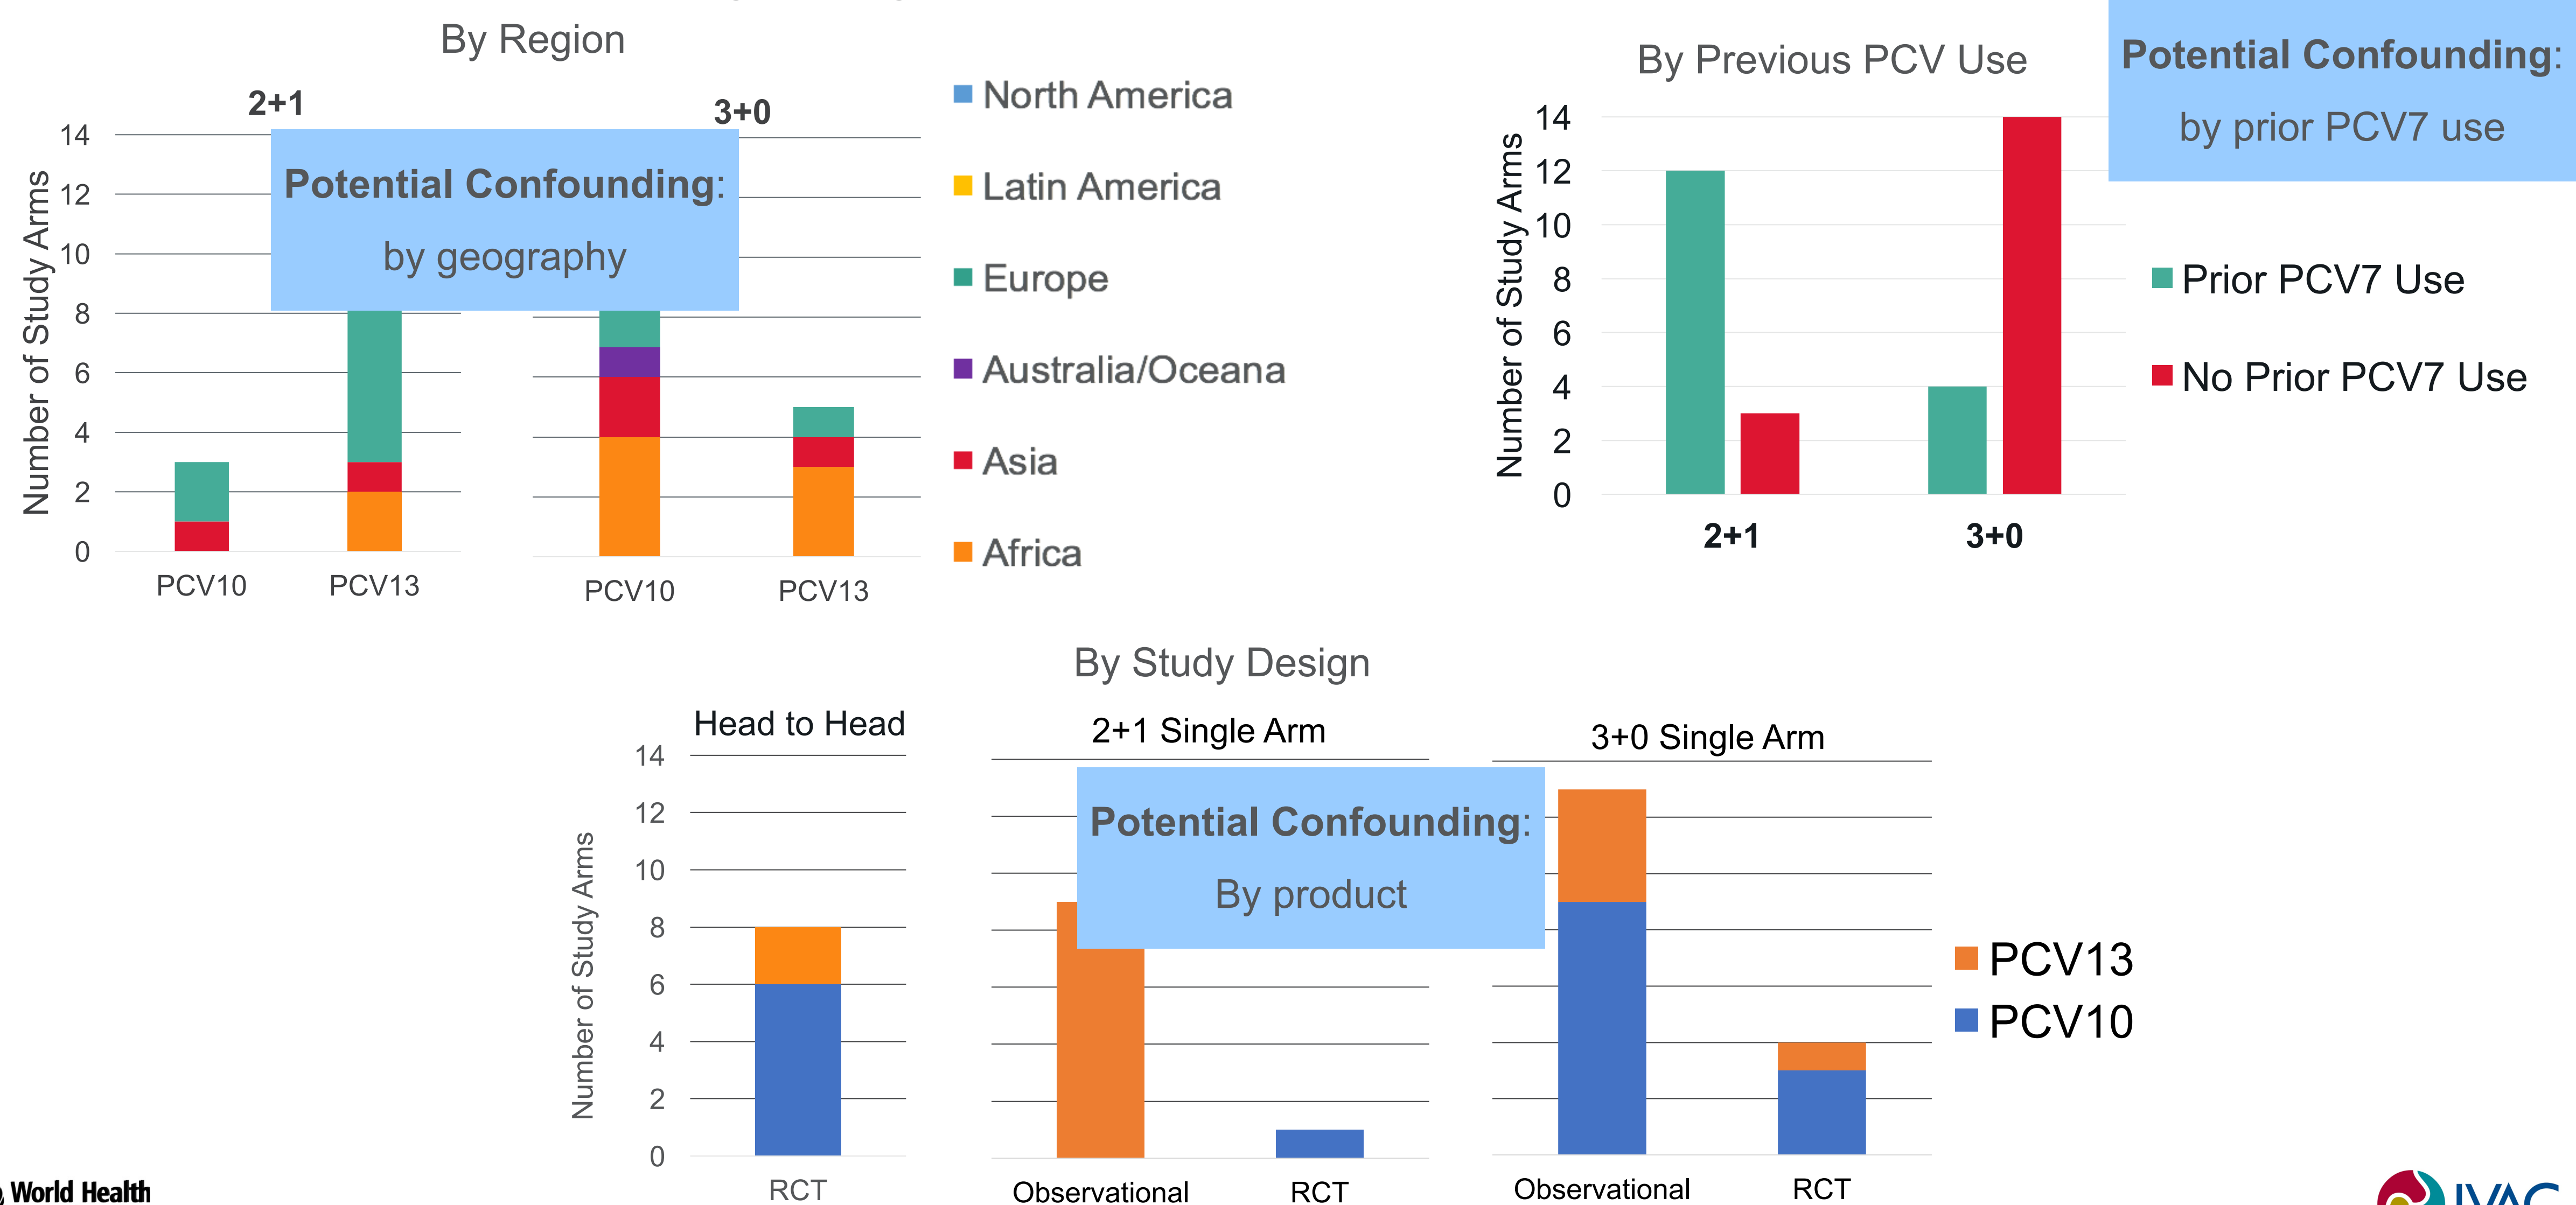 By Region
2+1
3+0
14
12
10
8
6
4
2
0
Number of Study Arms
Potential Confounding:
by geography
PCV10
PCV13
PCV10
PCV13
North America
Latin America
Europe
Australia/Oceana
Asia
Africa
By Previous PCV Use
14
12
10
8
6
4
2
0
Number of Study Arms
2+1
3+0
Prior PCV7 Use
No Prior PCV7 Use
Potential Confounding:
by prior PCV7 use
By Study Design
Head to Head
2+1 Single Arm
3+0 Single Arm
14
12
10
8
6
4
2
0
Number of Study Arms
Potential Confounding:
By product
RCT
Observational
RCT
Observational
RCT
PCV13
PCV10
World Health
IVAC